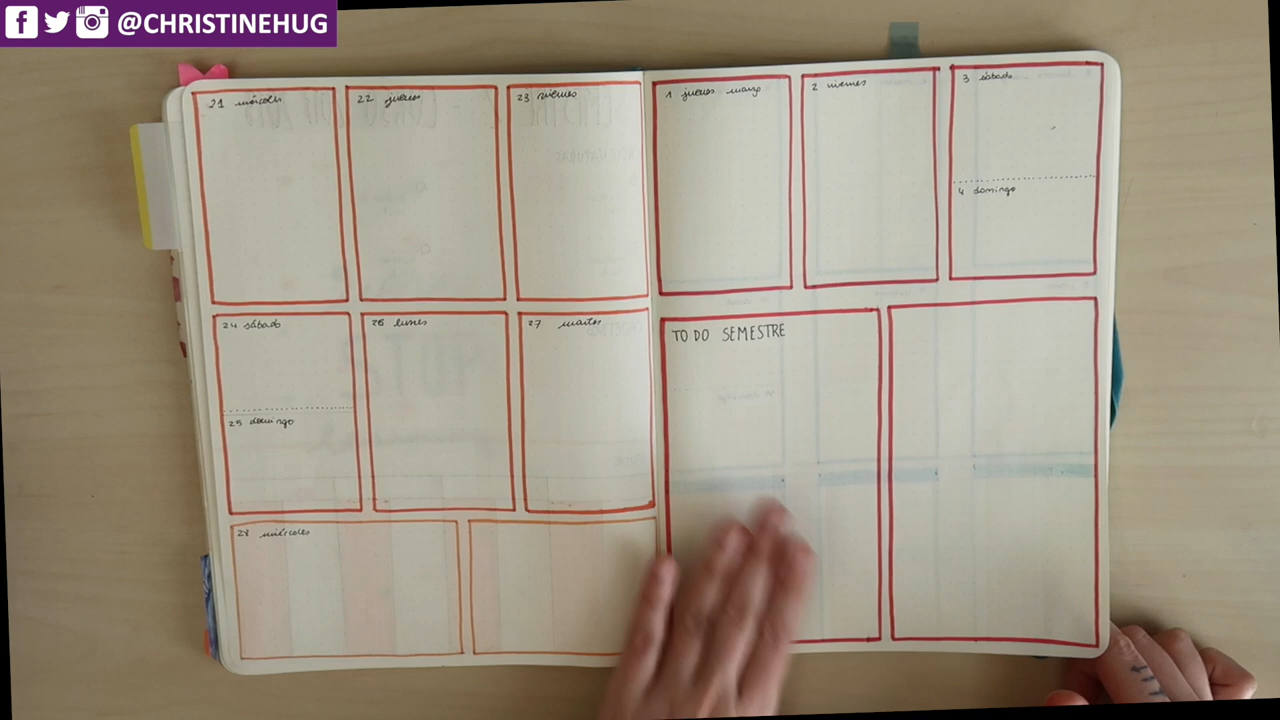 @CHRISTINEHUG
21 miércoles
22 jueves
23 viernes
24 sábado
25 domingo
26 lunes
27 martes
28 miércoles
1 jueves marzo
2 viernes
3 sábado
4 domingo
TO DO SEMESTRE